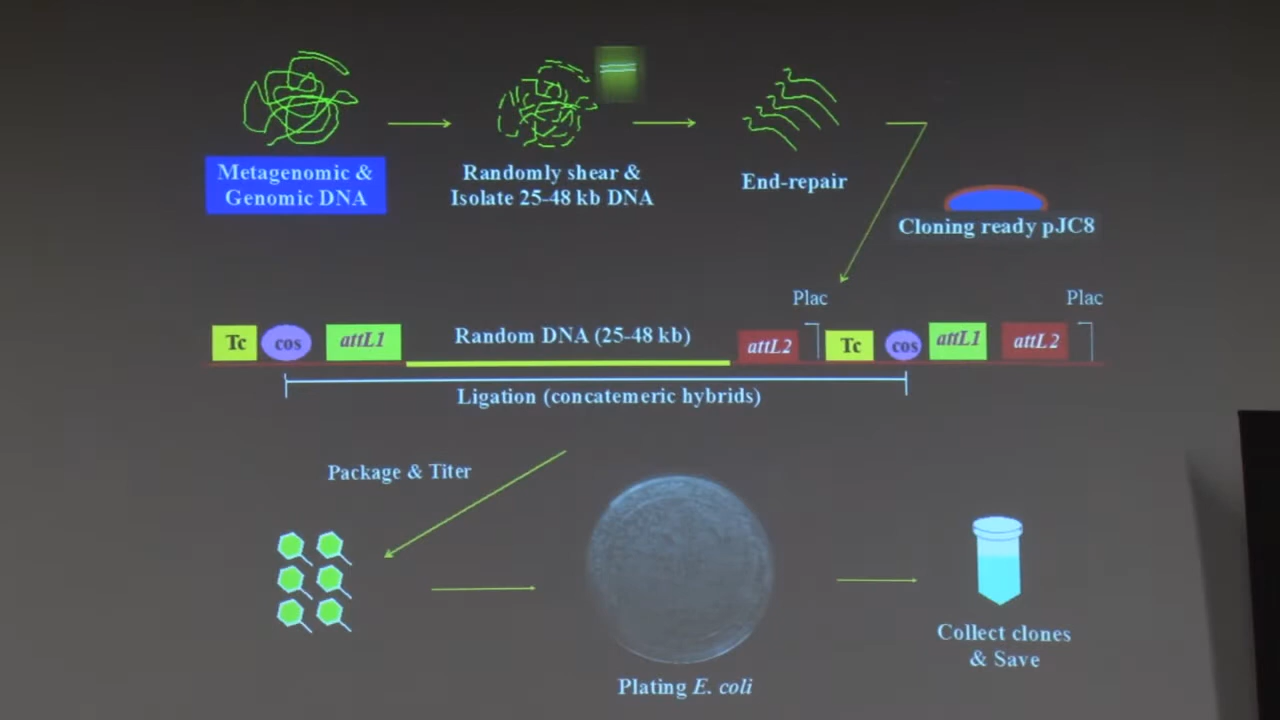 Metagenomic &
Genomic DNA
Randomly shear &
Isolate 25-48 kb DNA
End-repair
Cloning ready pJC8
Plac
Plac
Tc
cos
attL1
Random DNA (25-48 kb)
attL2
Tc
cos
attL1
attL2
Ligation (concatemeric hybrids)
Package & Titer
Plating E. coli
Collect clones
& Save